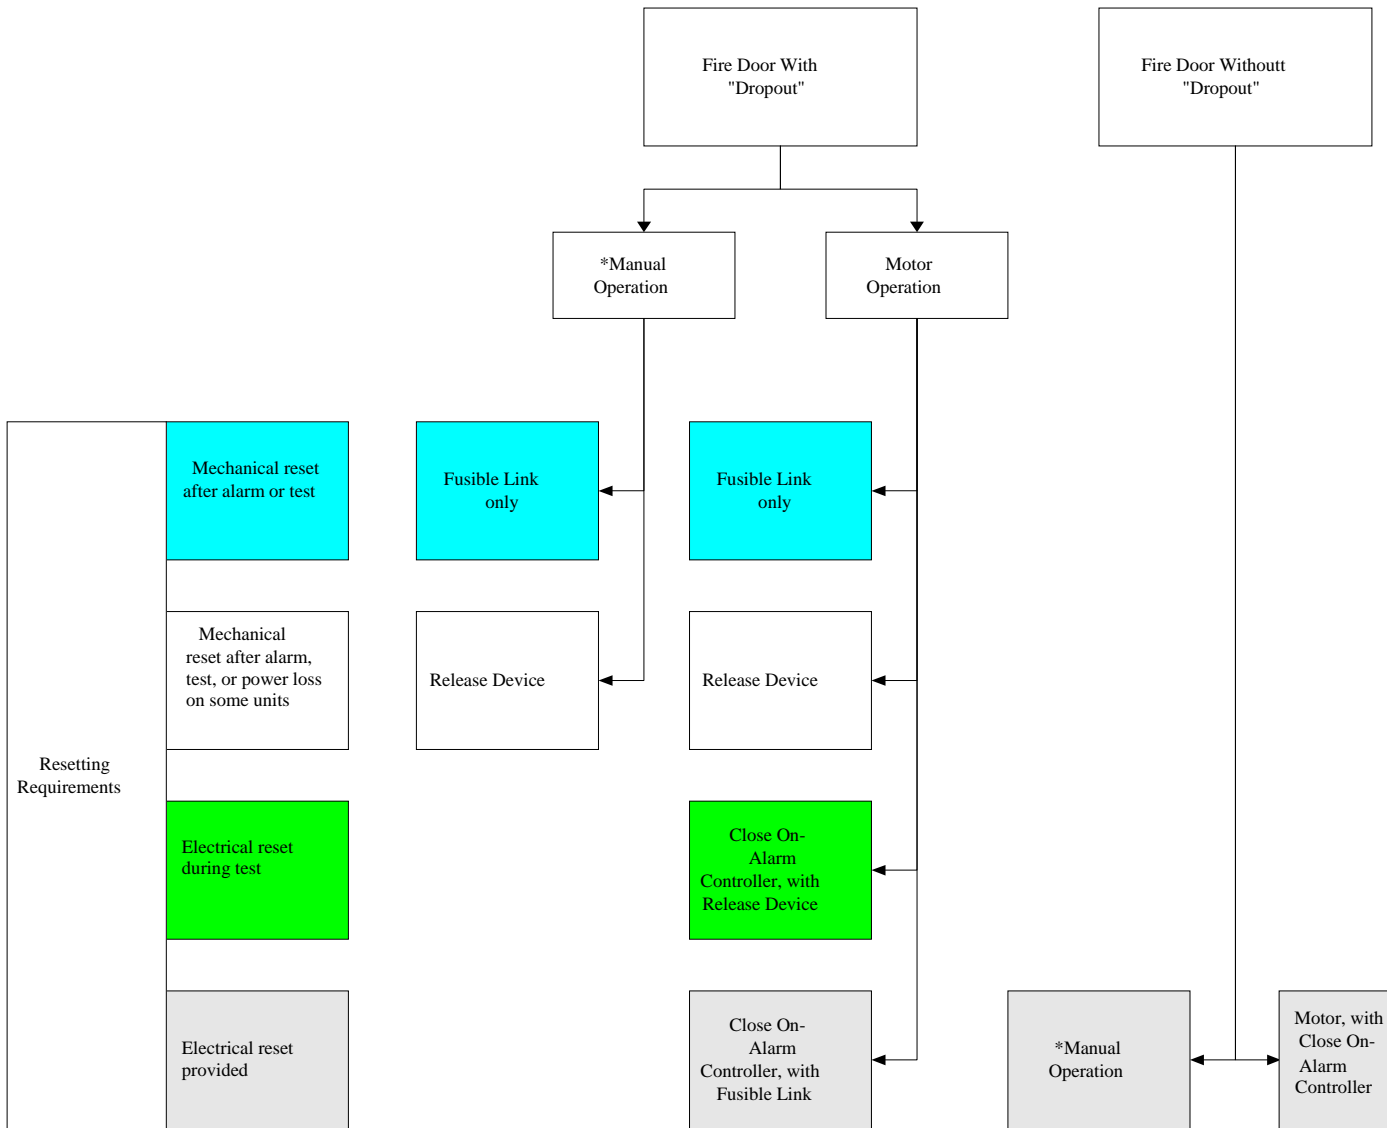 Fire Door With
"Dropout"
Fire Door Withoutt
"Dropout"
*Manual
Operation
Motor
Operation
Resetting
Requirements
Mechanical reset
after alarm or test
Fusible Link
only
Fusible Link
only
Mechanical
reset after alarm,
test, or power loss
on some units
Release Device
Release Device
Electrical reset
during test
Close On-
Alarm
Controller, with
Release Device
Electrical reset
provided
Close On-
Alarm
Controller, with
Fusible Link
*Manual
Operation
Motor, with
Close On-
Alarm
Controller